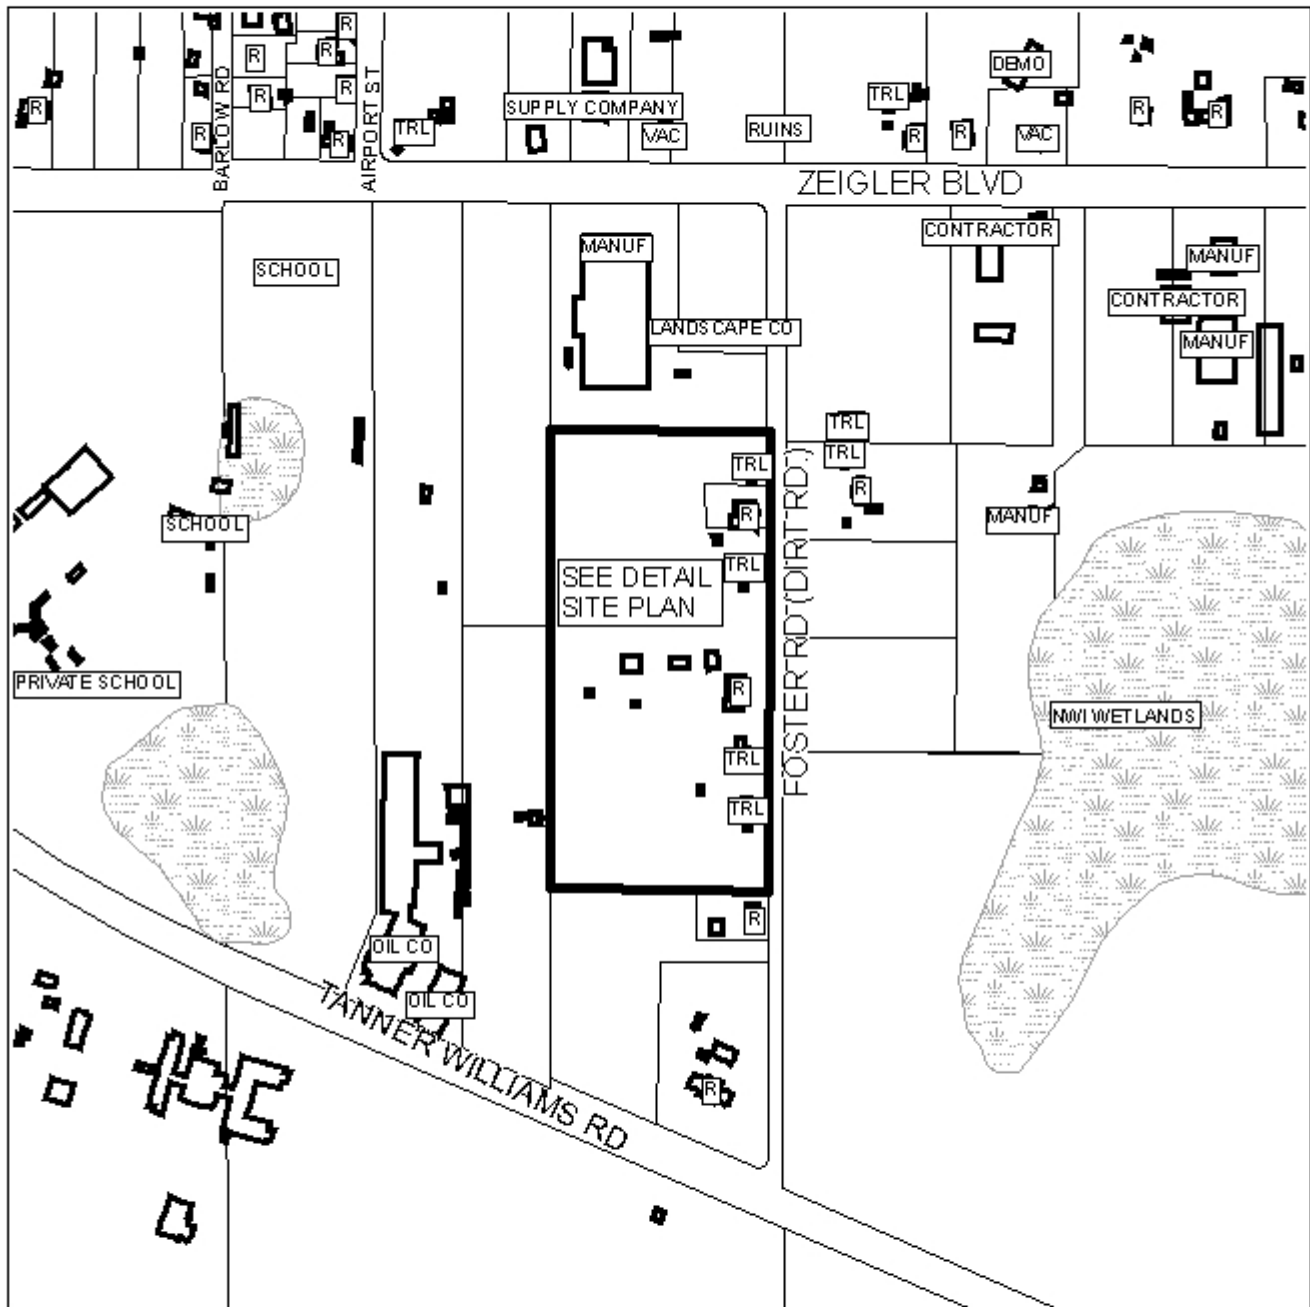 R
R
R
DEMO
R
R
R
TRL
R
SUPPLY COMPANY
R
R
TRL
RUINS
VAC
R
R
VAC
R
R
BARLOW RD
AIRPORT ST
ZEIGLER BLVD
CONTRACTOR
MANUF
MANUF
SCHOOL
CONTRACTOR
LANDSCAPE CO
MANUF
TRL
TRL
TRL
R
R
MANUF
SCHOOL
TRL
SEE DETAIL
SITE PLAN
FOSTER RD (DIRT RD.)
PRIVATE SCHOOL
R
NWI WETLANDS
TRL
TRL
R
OIL CO
OIL CO
TANNER WILLIAMS RD
R